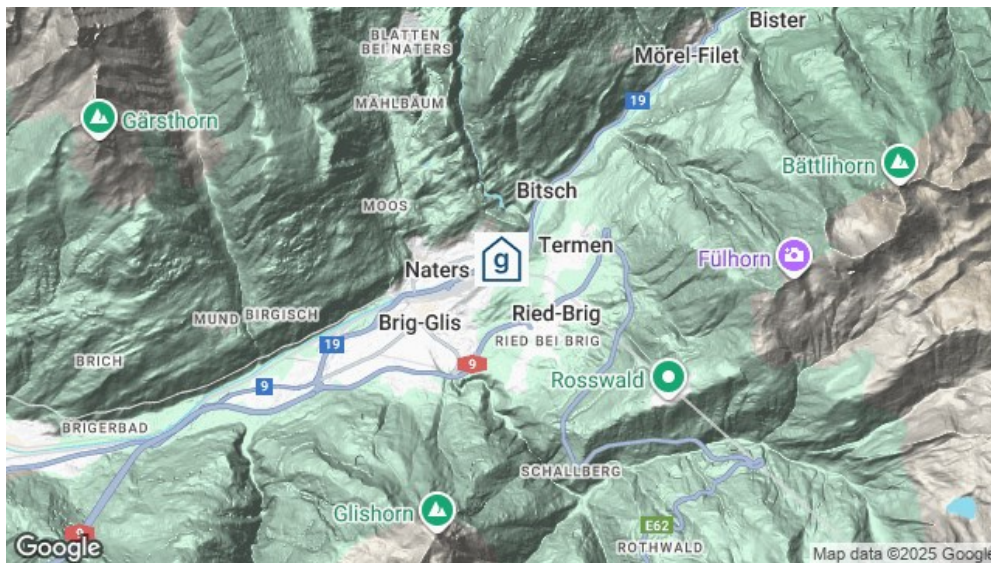 Bister
BLATTEN
BEI NATERS
Mörel-Filet
19
MÄHLBÄUM
Gärsthorn
Bättlihorn
Bitsch
MOOS
Termen
g
Fülhorn
Naters
Ried-Brig
MUND
BIRGISCH
Brig-Glis
RIED BEI BRIG
19
BRICH
9
Rosswald
9
BRIGERBAD
SCHALLBERG
Glishorn
E62
9
Google
ROTHWALD
Map data ©2025 Google